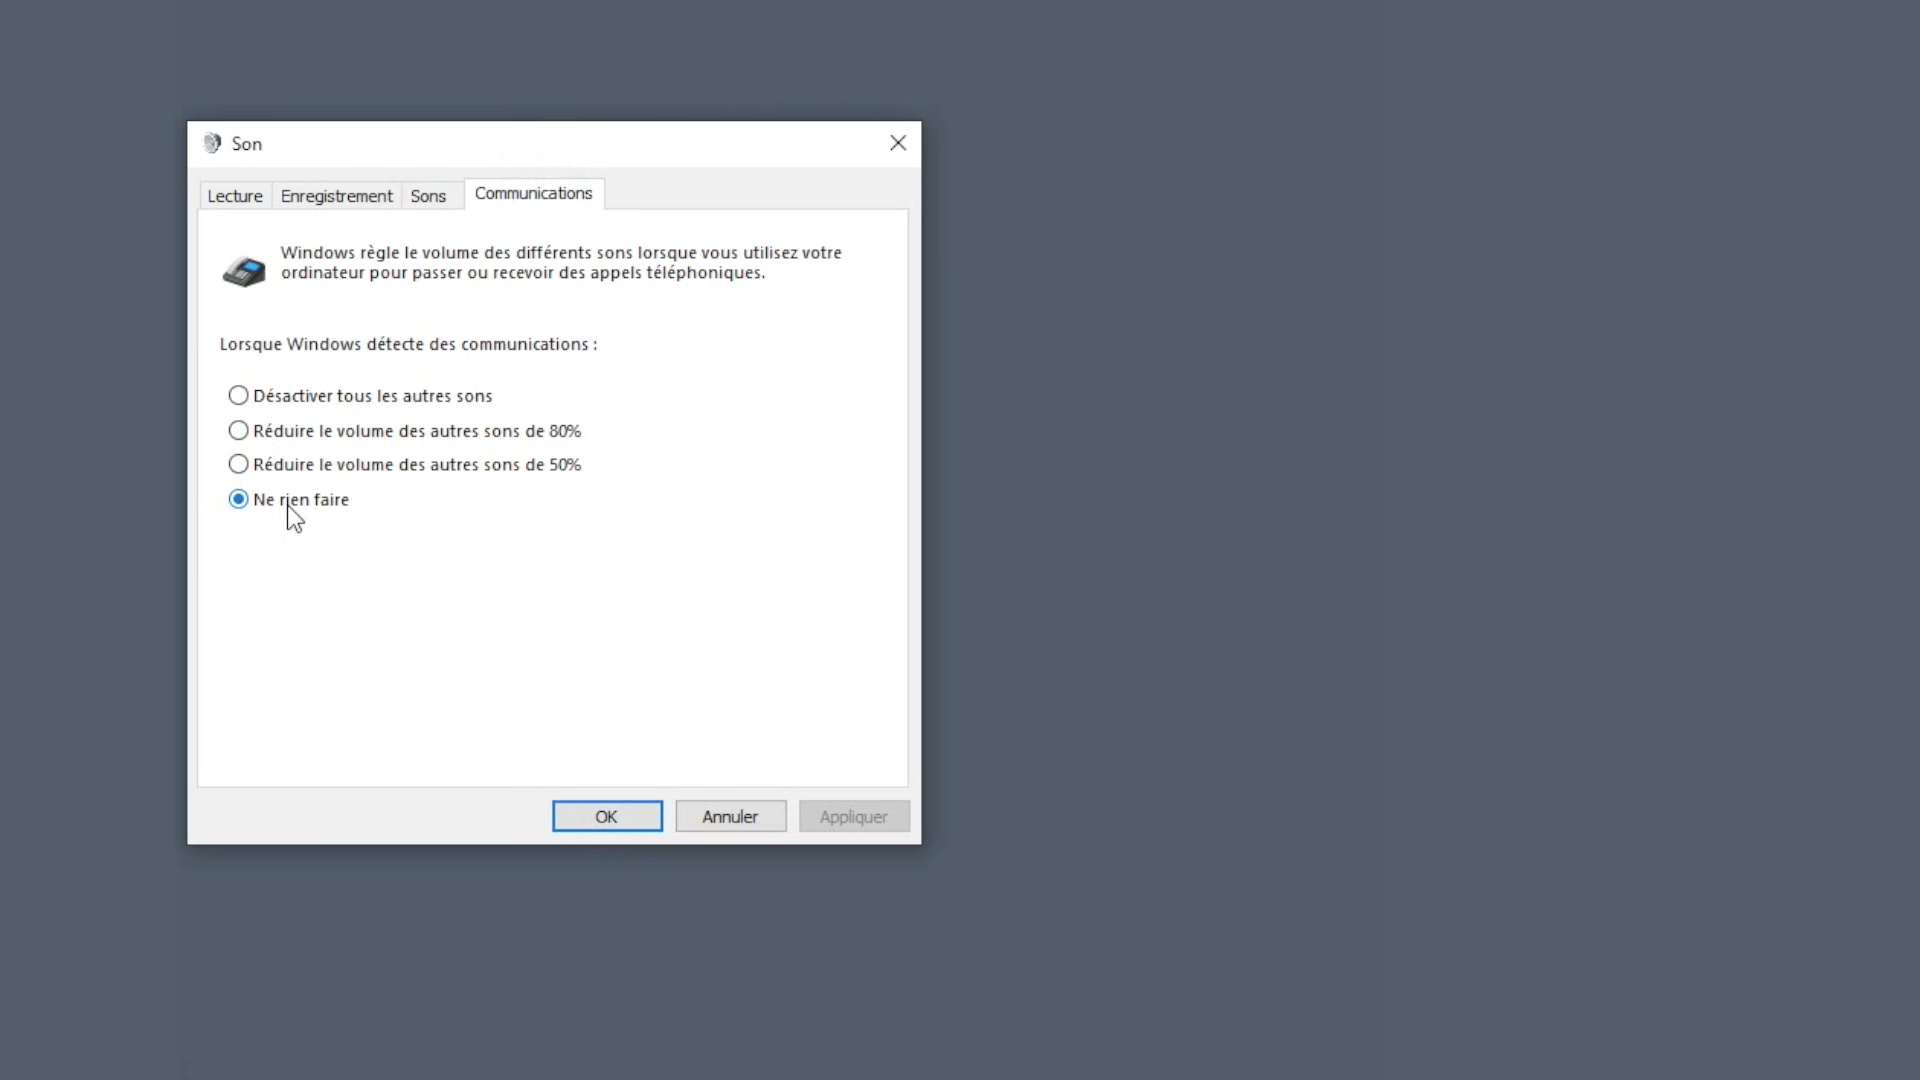 Son
Lecture Enregistrement Sons Communications
Windows règle le volume des différents sons lorsque vous utilisez votre
ordinateur pour passer ou recevoir des appels téléphoniques.
Lorsque Windows détecte des communications :
Désactiver tous les autres sons
Réduire le volume des autres sons de 80%
Réduire le volume des autres sons de 50%
Ne rien faire
OK Annuler Appliquer